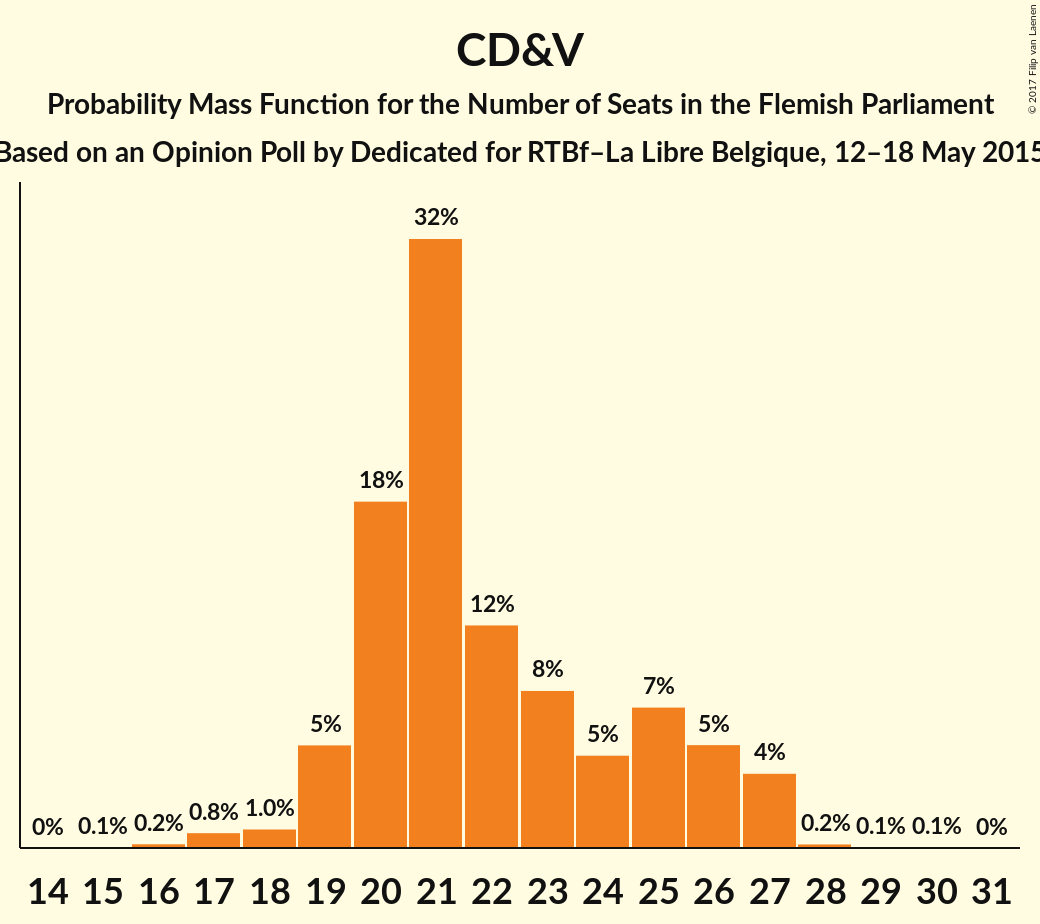 CD&V
Probability Mass Function for the Number of Seats in the Flemish Parliament
Based on an Opinion Poll by Dedicated for RTBf–La Libre Belgique, 12–18 May 2015
© 2017 Filip van Laenen
0% 0.1% 0.2% 0.8% 1.0% 5% 18% 32% 12% 8% 5% 7% 5% 4% 0.2% 0.1% 0.1% 0%
14 15 16 17 18 19 20 21 22 23 24 25 26 27 28 29 30 31